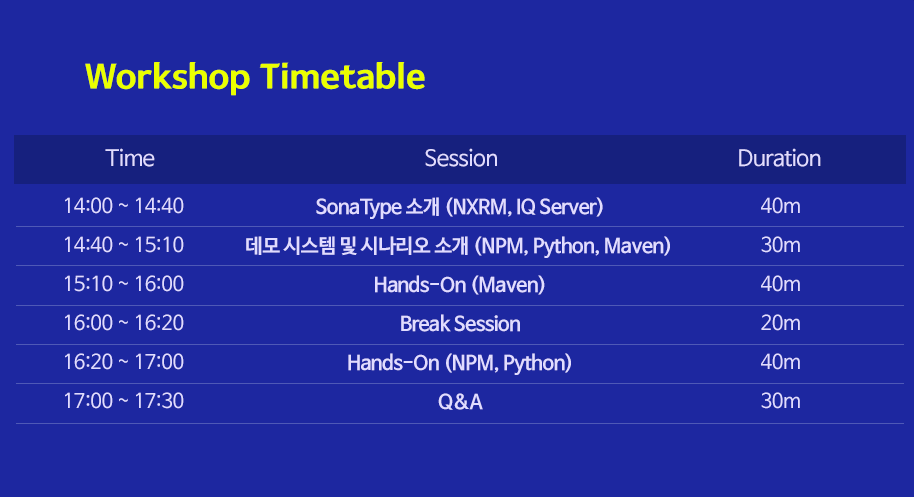 Workshop Timetable
Time Session Duration
14:00 ~ 14:40 SonaType 소개 (NXRM, IQ Server) 40m
14:40 ~ 15:10 데모 시스템 및 시나리오 소개 (NPM, Python, Maven) 30m
15:10 ~ 16:00 Hands-On (Maven) 40m
16:00 ~ 16:20 Break Session 20m
16:20 ~ 17:00 Hands-On (NPM, Python) 40m
17:00 ~ 17:30 Q&A 30m